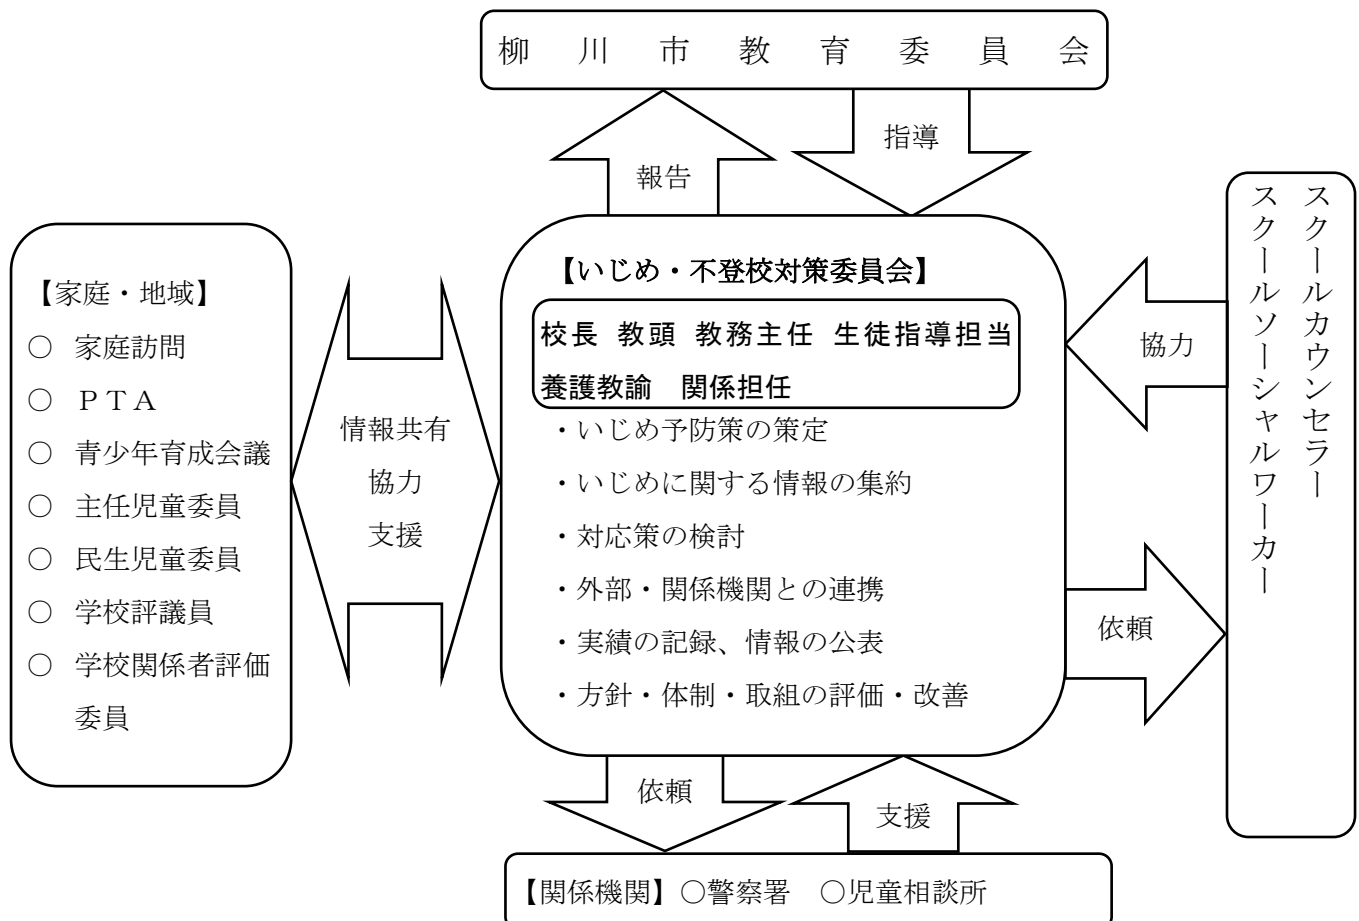 柳川市教育委員会
報告
指導
【家庭・地域】
○ 家庭訪問
○ ＰＴＡ
○ 青少年育成会議
○ 主任児童委員
○ 民生児童委員
○ 学校評議員
○ 学校関係者評価
委員
情報共有
協力
支援
【いじめ・不登校対策委員会】
校長 教頭 教務主任 生徒指導担当
養護教諭　関係担任
・いじめ予防策の策定
・いじめに関する情報の集約
・対応策の検討
・外部・関係機関との連携
・実績の記録、情報の公表
・方針・体制・取組の評価・改善
協力
依頼
スクールカウンセラー
スクールソーシャルワーカー
依頼
支援
【関係機関】○警察署　○児童相談所